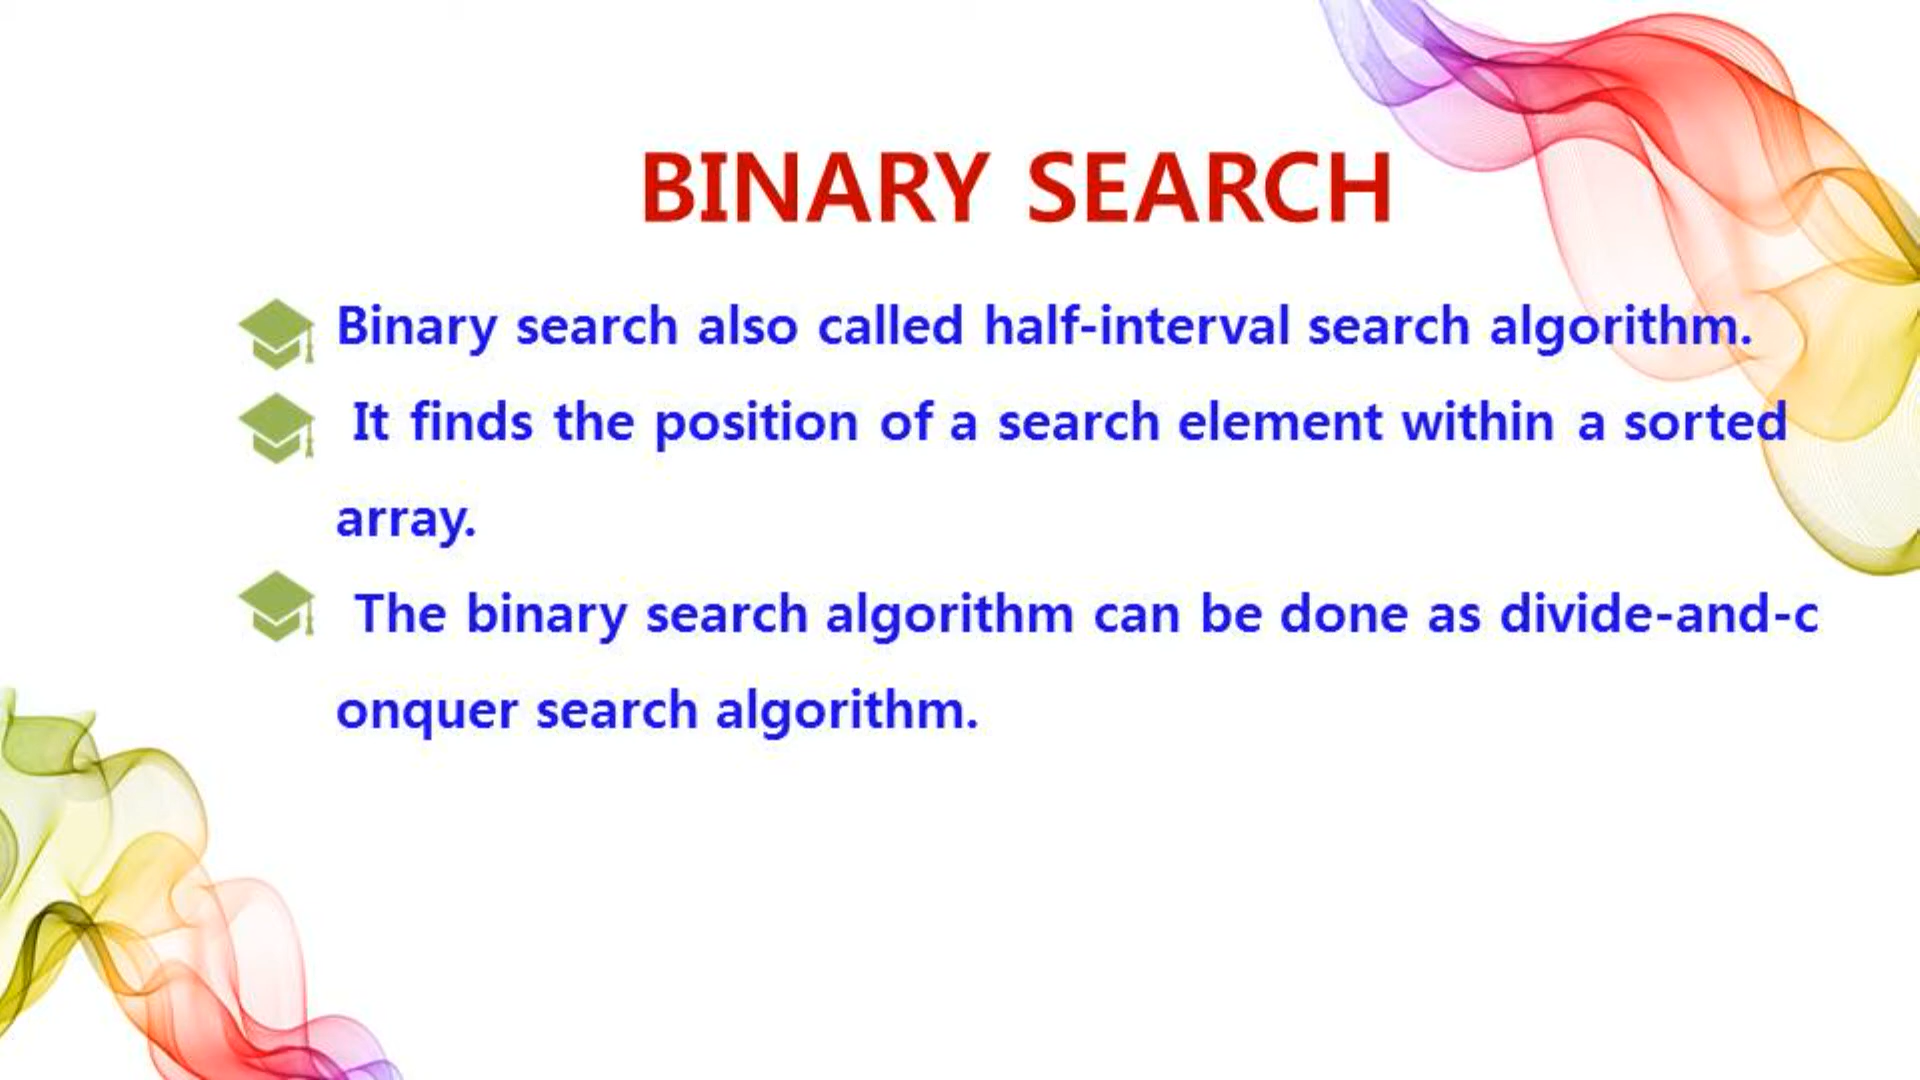 BINARY SEARCH
Binary search also called half-interval search algorithm.
It finds the position of a search element within a sorted
array.
The binary search algorithm can be done as divide-and-c
onquer search algorithm.